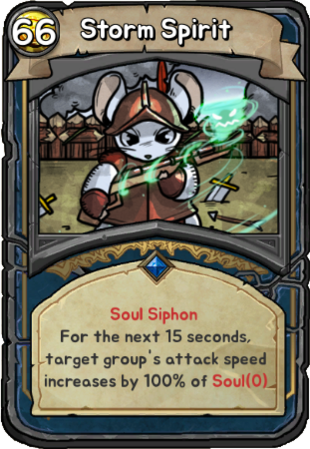 66
Storm Spirit
Soul Siphon
For the next 15 seconds,
target group's attack speed
increases by 100% of Soul(0)